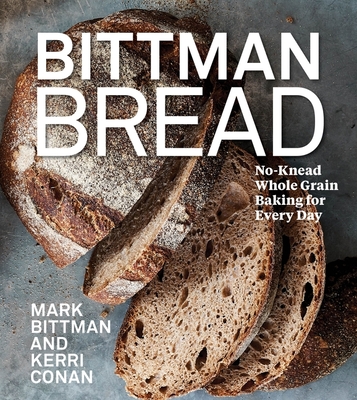 BITTMAN
BREAD
No-Knead
Whole Grain
Baking for
Every Day
MARK
BITTMAN
AND
KERRI
CONAN